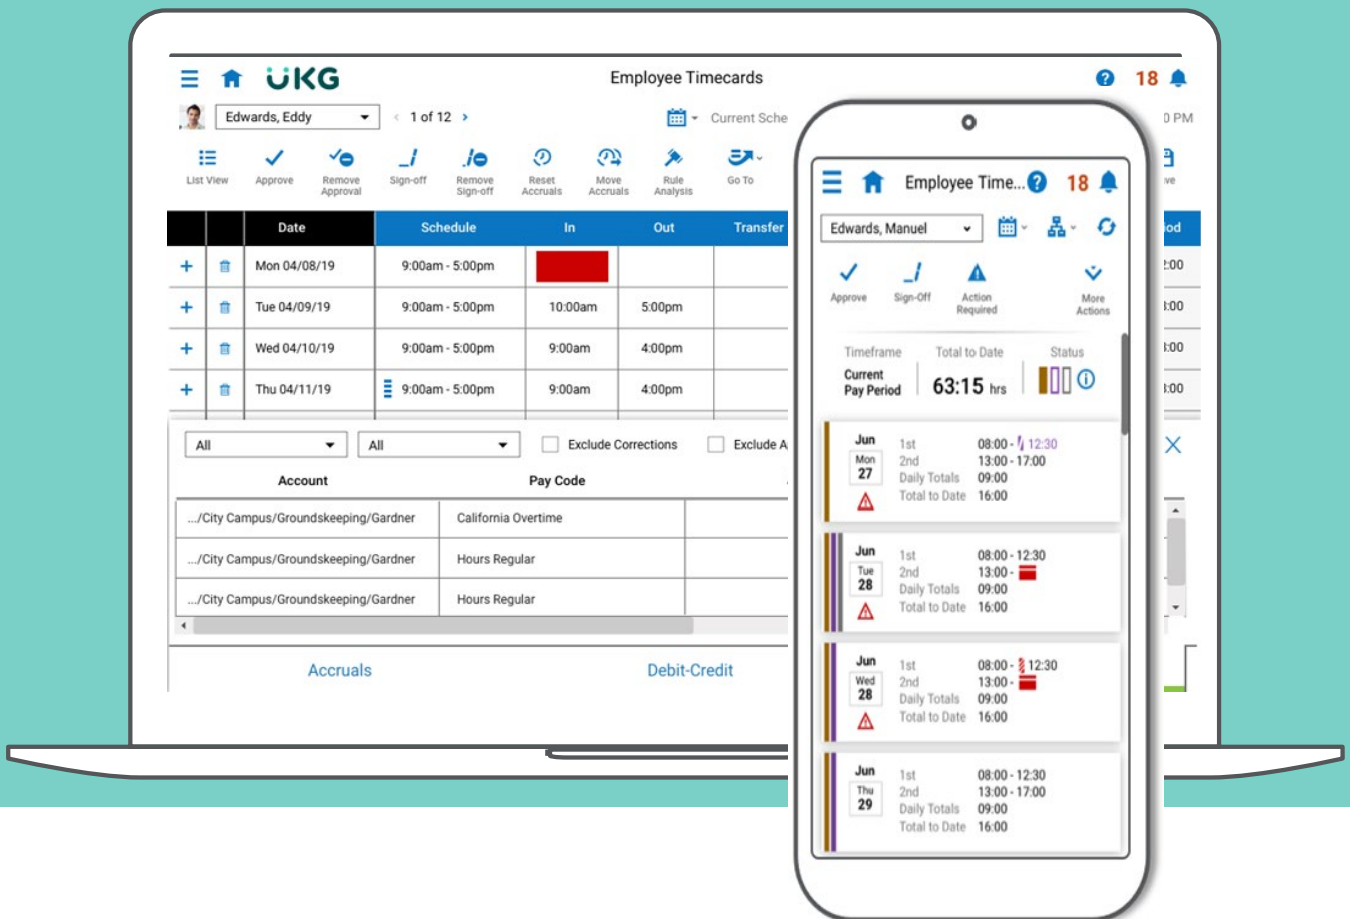 UKG
Employee Timecards
18
Edwards, Eddy
1 of 12
Current Sche
0 PM
List View
Approve
Remove
Approval
Sign-off
Remove
Sign-off
Reset
Accruals
Move
Accruals
Rule
Analysis
Go To
ve
Date Schedule In Out Transfer iod
Mon 04/08/19 9:00am - 5:00pm 2:00
Tue 04/09/19 9:00am - 5:00pm 10:00am 5:00pm 3:00
Wed 04/10/19 9:00am - 5:00pm 9:00am 4:00pm 3:00
Thu 04/11/19 9:00am - 5:00pm 9:00am 4:00pm 3:00
All All Exclude Corrections Exclude A
Account Pay Code
.../City Campus/Groundskeeping/Gardner California Overtime
.../City Campus/Groundskeeping/Gardner Hours Regular
.../City Campus/Groundskeeping/Gardner Hours Regular
Accruals Debit-Credit
Employee Time... 18
Edwards, Manuel
Approve
Sign-Off
Action
Required
More
Actions
Timeframe Total to Date Status
Current
Pay Period
63:15 hrs
Jun
Mon
27
1st 08:00 - 12:30
2nd 13:00 - 17:00
Daily Totals 09:00
Total to Date 16:00
Jun
Tue
28
1st 08:00 - 12:30
2nd 13:00 -
Daily Totals 09:00
Total to Date 16:00
Jun
Wed
28
1st 08:00 - 12:30
2nd 13:00 -
Daily Totals 09:00
Total to Date 16:00
Jun
Thu
29
1st 08:00 - 12:30
2nd 13:00 - 17:00
Daily Totals 09:00
Total to Date 16:00